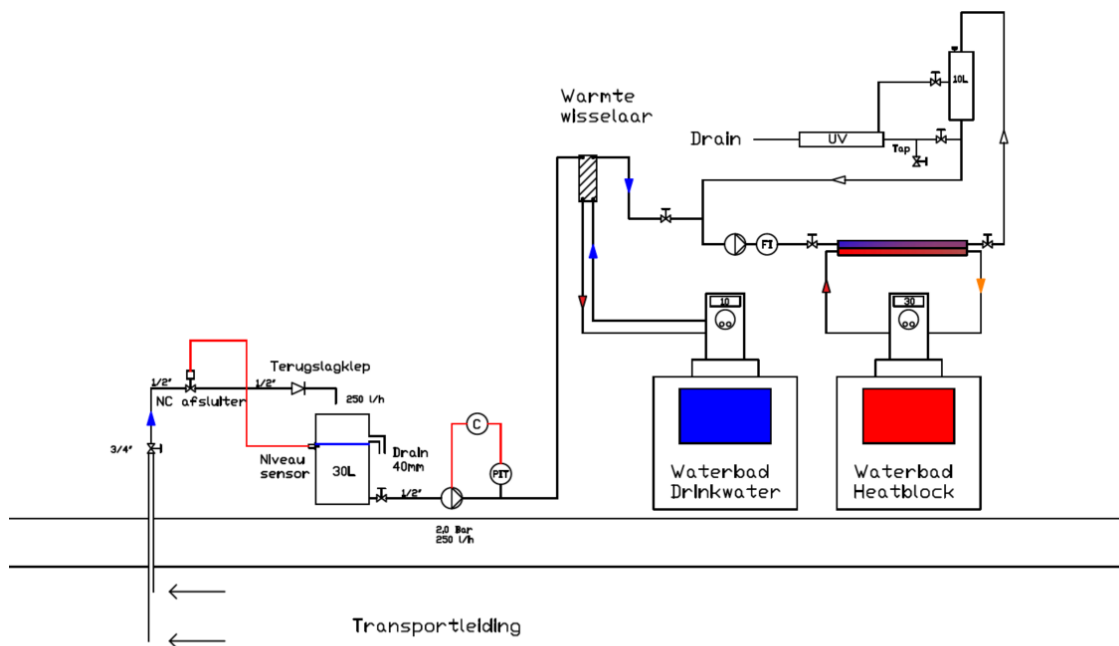 10L
Warmte
wisselaar
Drain
UV
Tap
FI
10
30
Terugslagklep
1/2"
1/2"
NC afsluiter
250 l/h
C
3/4"
Niveau
sensor
Drain
40mm
30L
1/2"
PIT
Waterbad
Drinkwater
Waterbad
Heatblock
2.0 Bar
250 l/h
Transportleiding